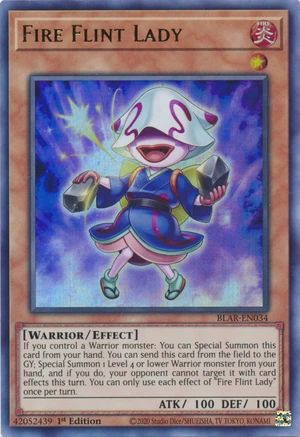 FIRE FLINT LADY
FIRE
炎
BLAR-EN034
[WARRIOR/EFFECT]
If you control a Warrior monster: You can Special Summon this card from your hand. You can send this card from the field to the
GY; Special Summon 1 Level 4 or lower Warrior monster from your hand, and if you do, your opponent cannot target it with
card effects this turn. You can only use each effect of "Fire Flint Lady"
once per turn.
ATK/ 100 DEF/ 100
42052439 1st Edition ©2020 Studio Dice/SHUEISHA, TV TOKYO, KONAMI